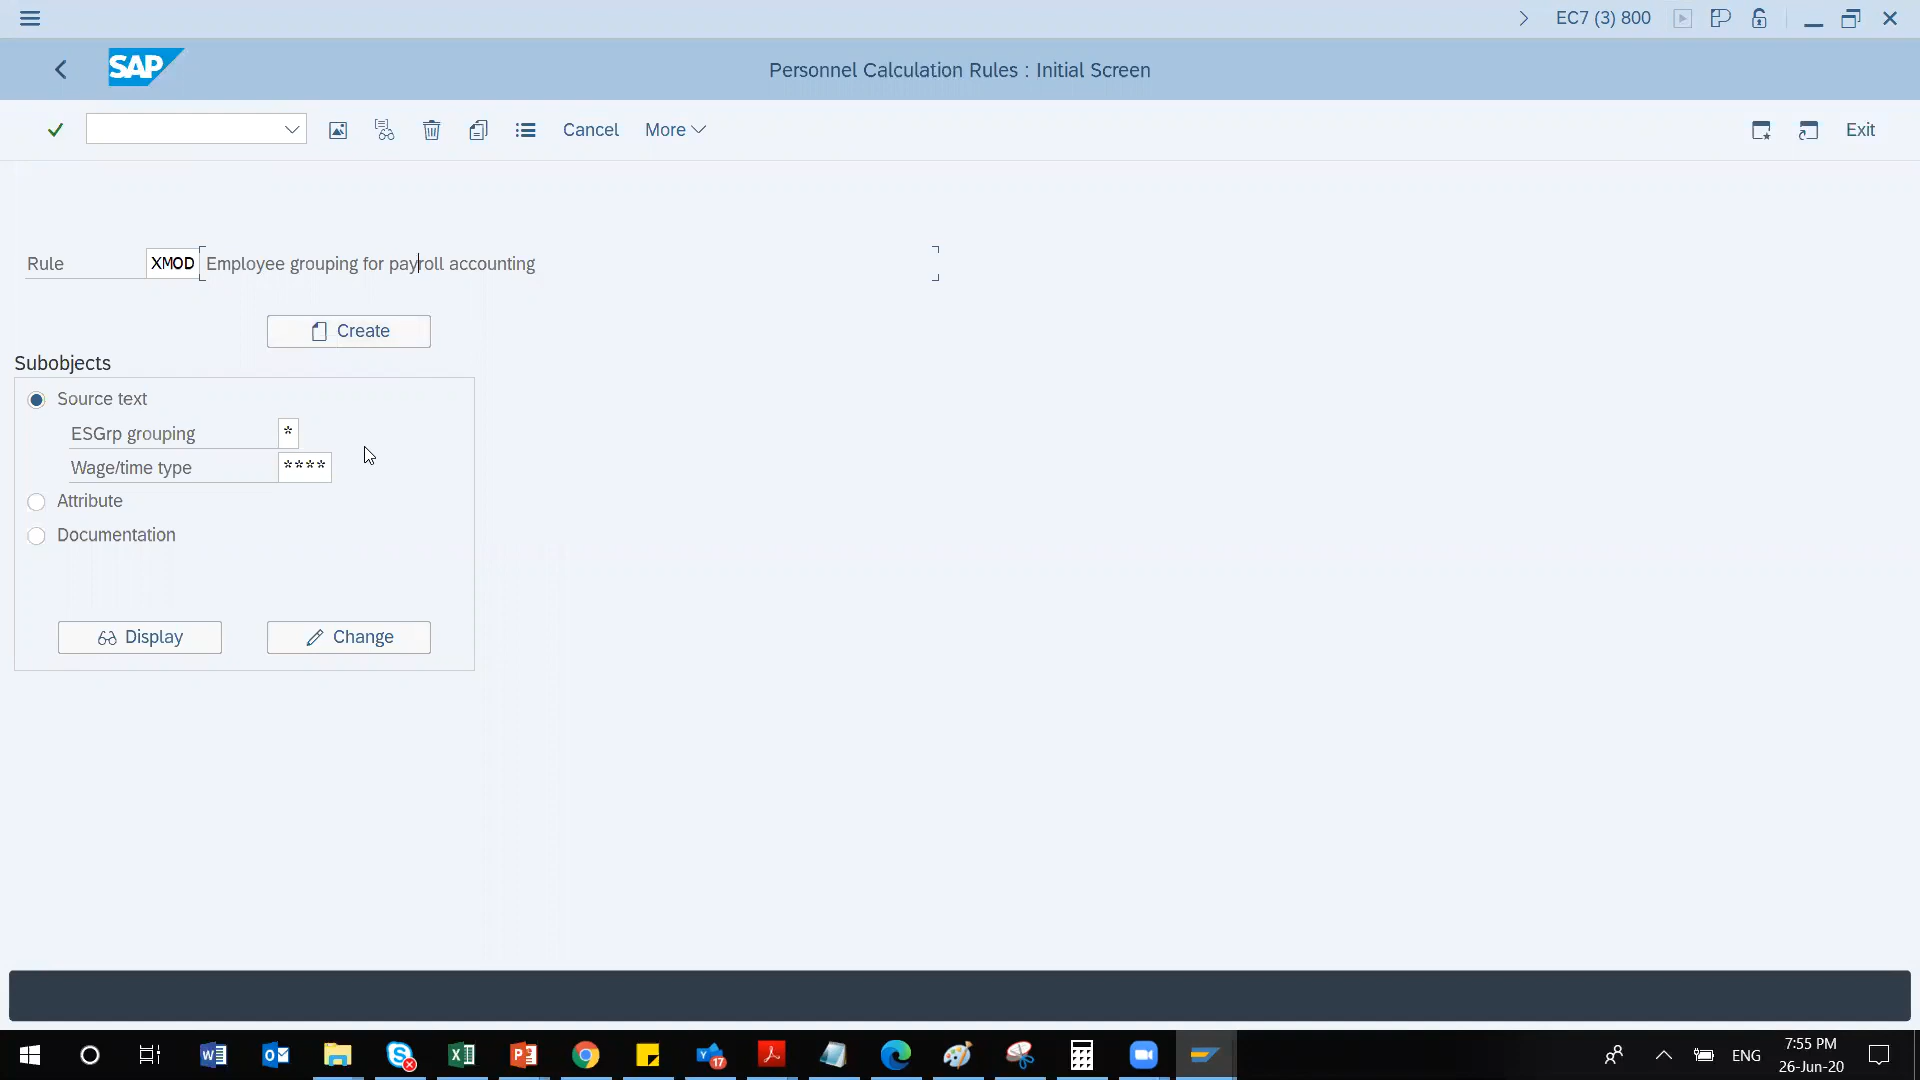 EC7 (3) 800
SAP
Personnel Calculation Rules : Initial Screen
Cancel
More
Exit
Rule
XMOD
Employee grouping for payroll accounting
Create
Subobjects
Source text
ESGrp grouping
*
Wage/time type
****
Attribute
Documentation
Display
Change
17
ENG
7:55 PM
26-Jun-20